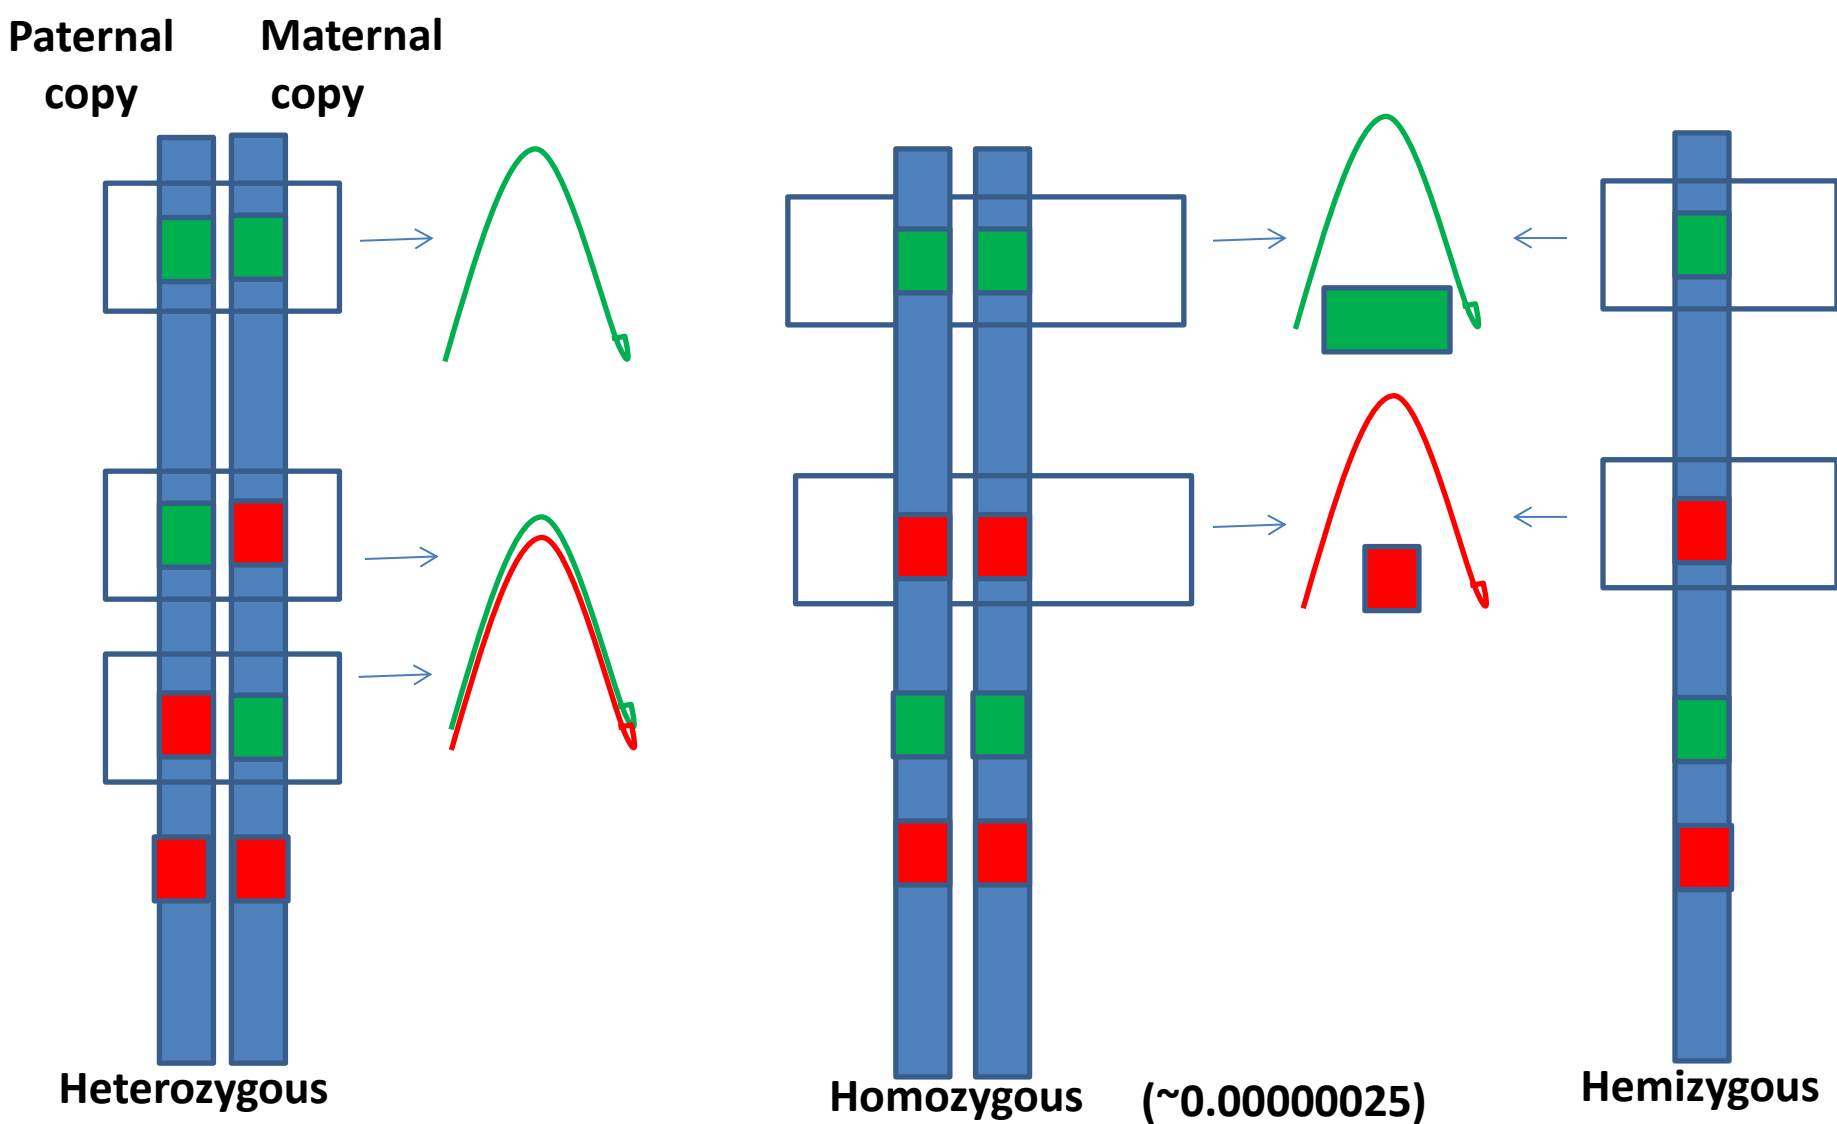 Paternal copy
Maternal copy
Heterozygous
Homozygous (~0.00000025)
Hemizygous